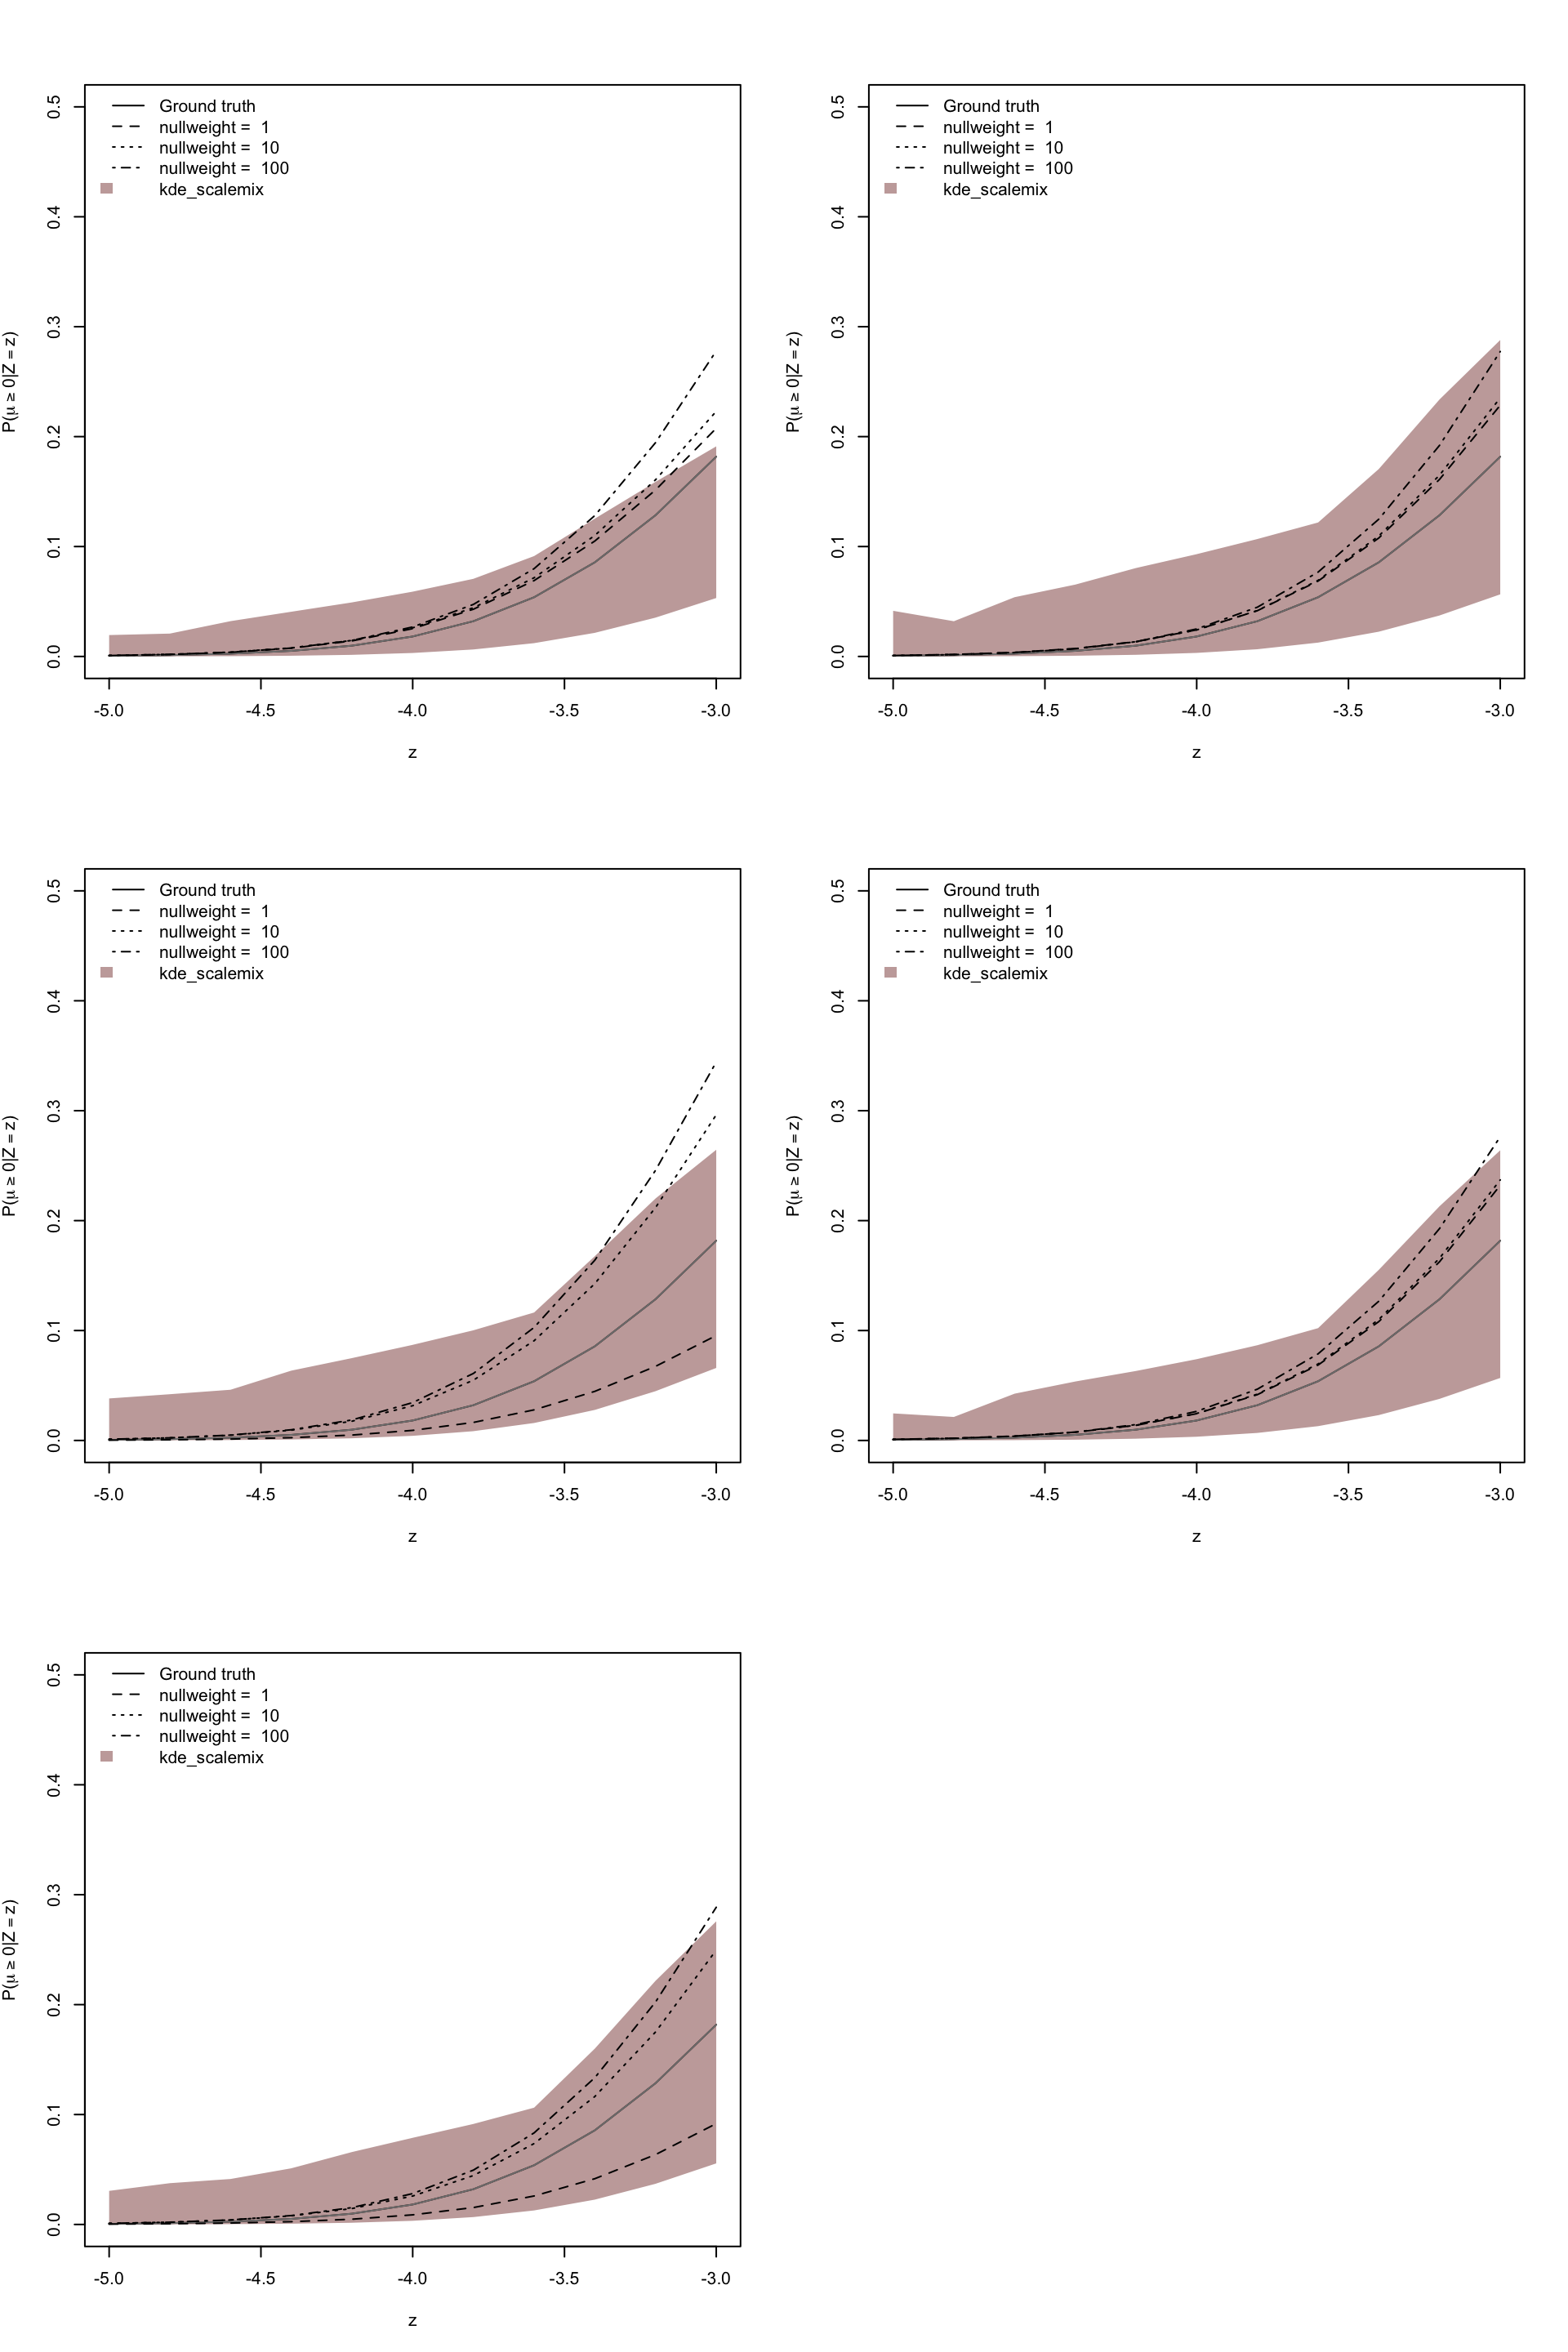 Ground truth
nullweight = 1
nullweight = 10
nullweight = 100
kde_scalemix
P(μ ≥ 0|Z = z)
0.5
0.4
0.3
0.2
0.1
0.0
-5.0 -4.5 -4.0 -3.5 -3.0
z
Ground truth
nullweight = 1
nullweight = 10
nullweight = 100
kde_scalemix
P(μ ≥ 0|Z = z)
0.5
0.4
0.3
0.2
0.1
0.0
-5.0 -4.5 -4.0 -3.5 -3.0
z
Ground truth
nullweight = 1
nullweight = 10
nullweight = 100
kde_scalemix
P(μ ≥ 0|Z = z)
0.5
0.4
0.3
0.2
0.1
0.0
-5.0 -4.5 -4.0 -3.5 -3.0
z
Ground truth
nullweight = 1
nullweight = 10
nullweight = 100
kde_scalemix
P(μ ≥ 0|Z = z)
0.5
0.4
0.3
0.2
0.1
0.0
-5.0 -4.5 -4.0 -3.5 -3.0
z
Ground truth
nullweight = 1
nullweight = 10
nullweight = 100
kde_scalemix
P(μ ≥ 0|Z = z)
0.5
0.4
0.3
0.2
0.1
0.0
-5.0 -4.5 -4.0 -3.5 -3.0
z